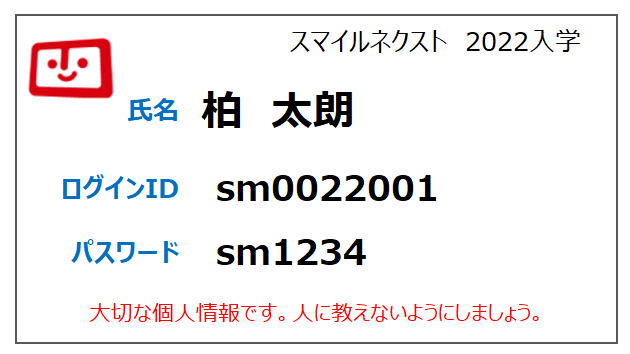 スマイルネクスト　2022入学
氏名　柏　太朗
ログインID　sm0022001
パスワード　sm1234
大切な個人情報です。人に教えないようにしましょう。